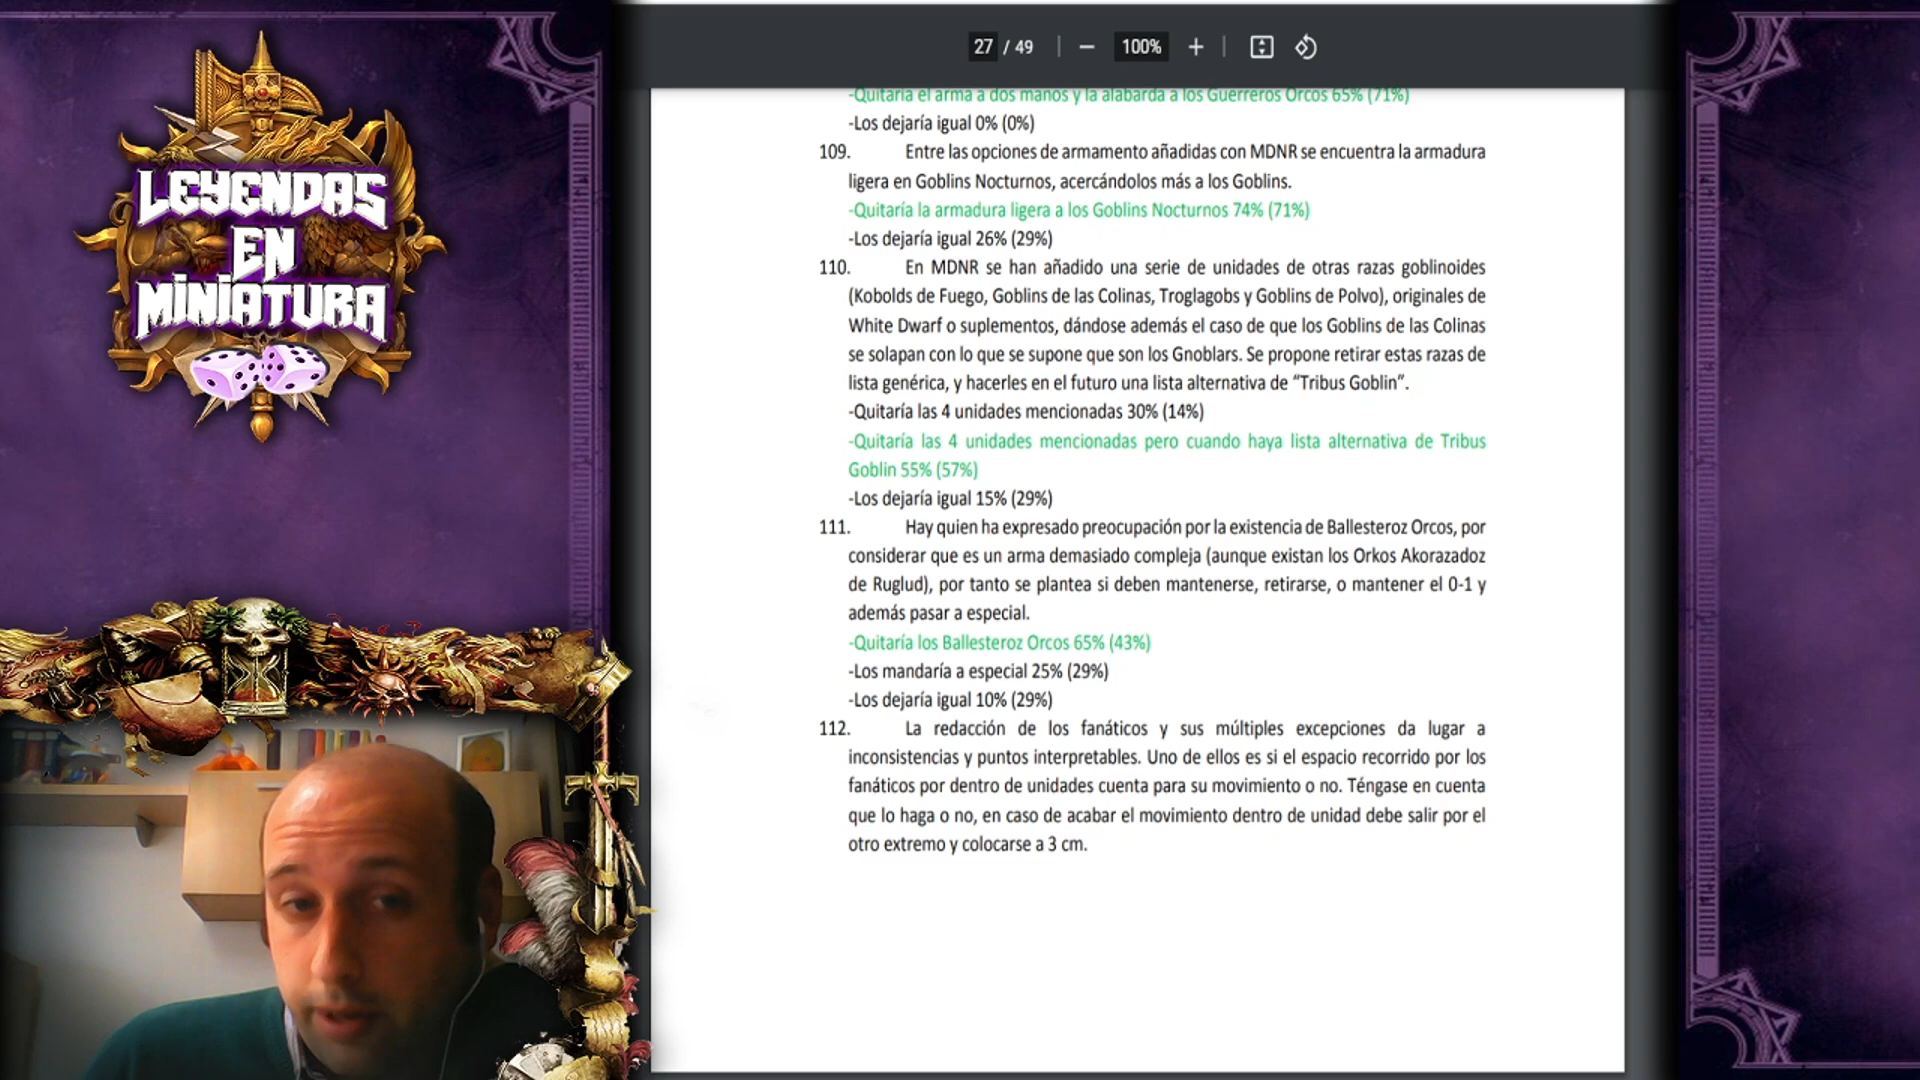 LEYENDAS
EN
MINIATURA
27 / 49
100%
-Quitaría el arma a dos manos y la alabarda a los Guerreros Orcos 65% (71%)
-Los dejaría igual 0% (0%)
109. Entre las opciones de armamento añadidas con MDNR se encuentra la armadura
ligera en Goblins Nocturnos, acercándolos más a los Goblins.
-Quitaría la armadura ligera a los Goblins Nocturnos 74% (71%)
-Los dejaría igual 26% (29%)
110. En MDNR se han añadido una serie de unidades de otras razas goblinoides
(Kobolds de Fuego, Goblins de las Colinas, Troglagobs y Goblins de Polvo), originales de
White Dwarf o suplementos, dándose además el caso de que los Goblins de las Colinas
se solapan con lo que se supone que son los Gnoblars. Se propone retirar estas razas de
lista genérica, y hacerles en el futuro una lista alternativa de “Tribus Goblin”.
-Quitaría las 4 unidades mencionadas 30% (14%)
-Quitaría las 4 unidades mencionadas pero cuando haya lista alternativa de Tribus
Goblin 55% (57%)
-Los dejaría igual 15% (29%)
111. Hay quien ha expresado preocupación por la existencia de Ballesteroz Orcos, por
considerar que es un arma demasiado compleja (aunque existan los Orkos Akorazadoz
de Ruglud), por tanto se plantea si deben mantenerse, retirarse, o mantener el 0-1 y
además pasar a especial.
-Quitaría los Ballesteroz Orcos 65% (43%)
-Los mandaría a especial 25% (29%)
-Los dejaría igual 10% (29%)
112. La redacción de los fanáticos y sus múltiples excepciones da lugar a
inconsistencias y puntos interpretables. Uno de ellos es si el espacio recorrido por los
fanáticos por dentro de unidades cuenta para su movimiento o no. Téngase en cuenta
que lo haga o no, en caso de acabar el movimiento dentro de unidad debe salir por el
otro extremo y colocarse a 3 cm.